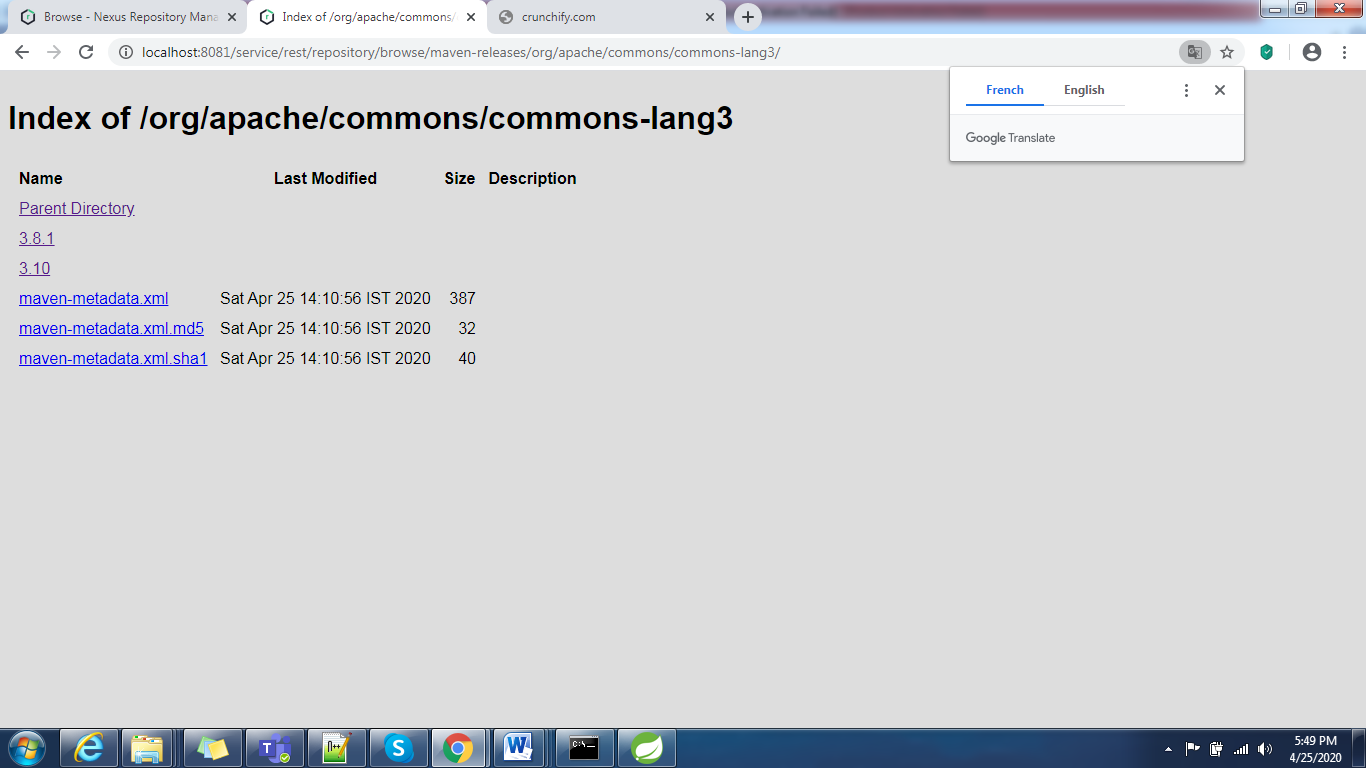 Browse - Nexus Repository Mana
Index of /org/apache/commons/
crunchify.com
localhost:8081/service/rest/repository/browse/maven-releases/org/apache/commons/commons-lang3/
French English
Google Translate
Index of /org/apache/commons/commons-lang3
Name Last Modified Size Description
Parent Directory
3.8.1
3.10
maven-metadata.xml Sat Apr 25 14:10:56 IST 2020 387
maven-metadata.xml.md5 Sat Apr 25 14:10:56 IST 2020 32
maven-metadata.xml.sha1 Sat Apr 25 14:10:56 IST 2020 40
5:49 PM
4/25/2020